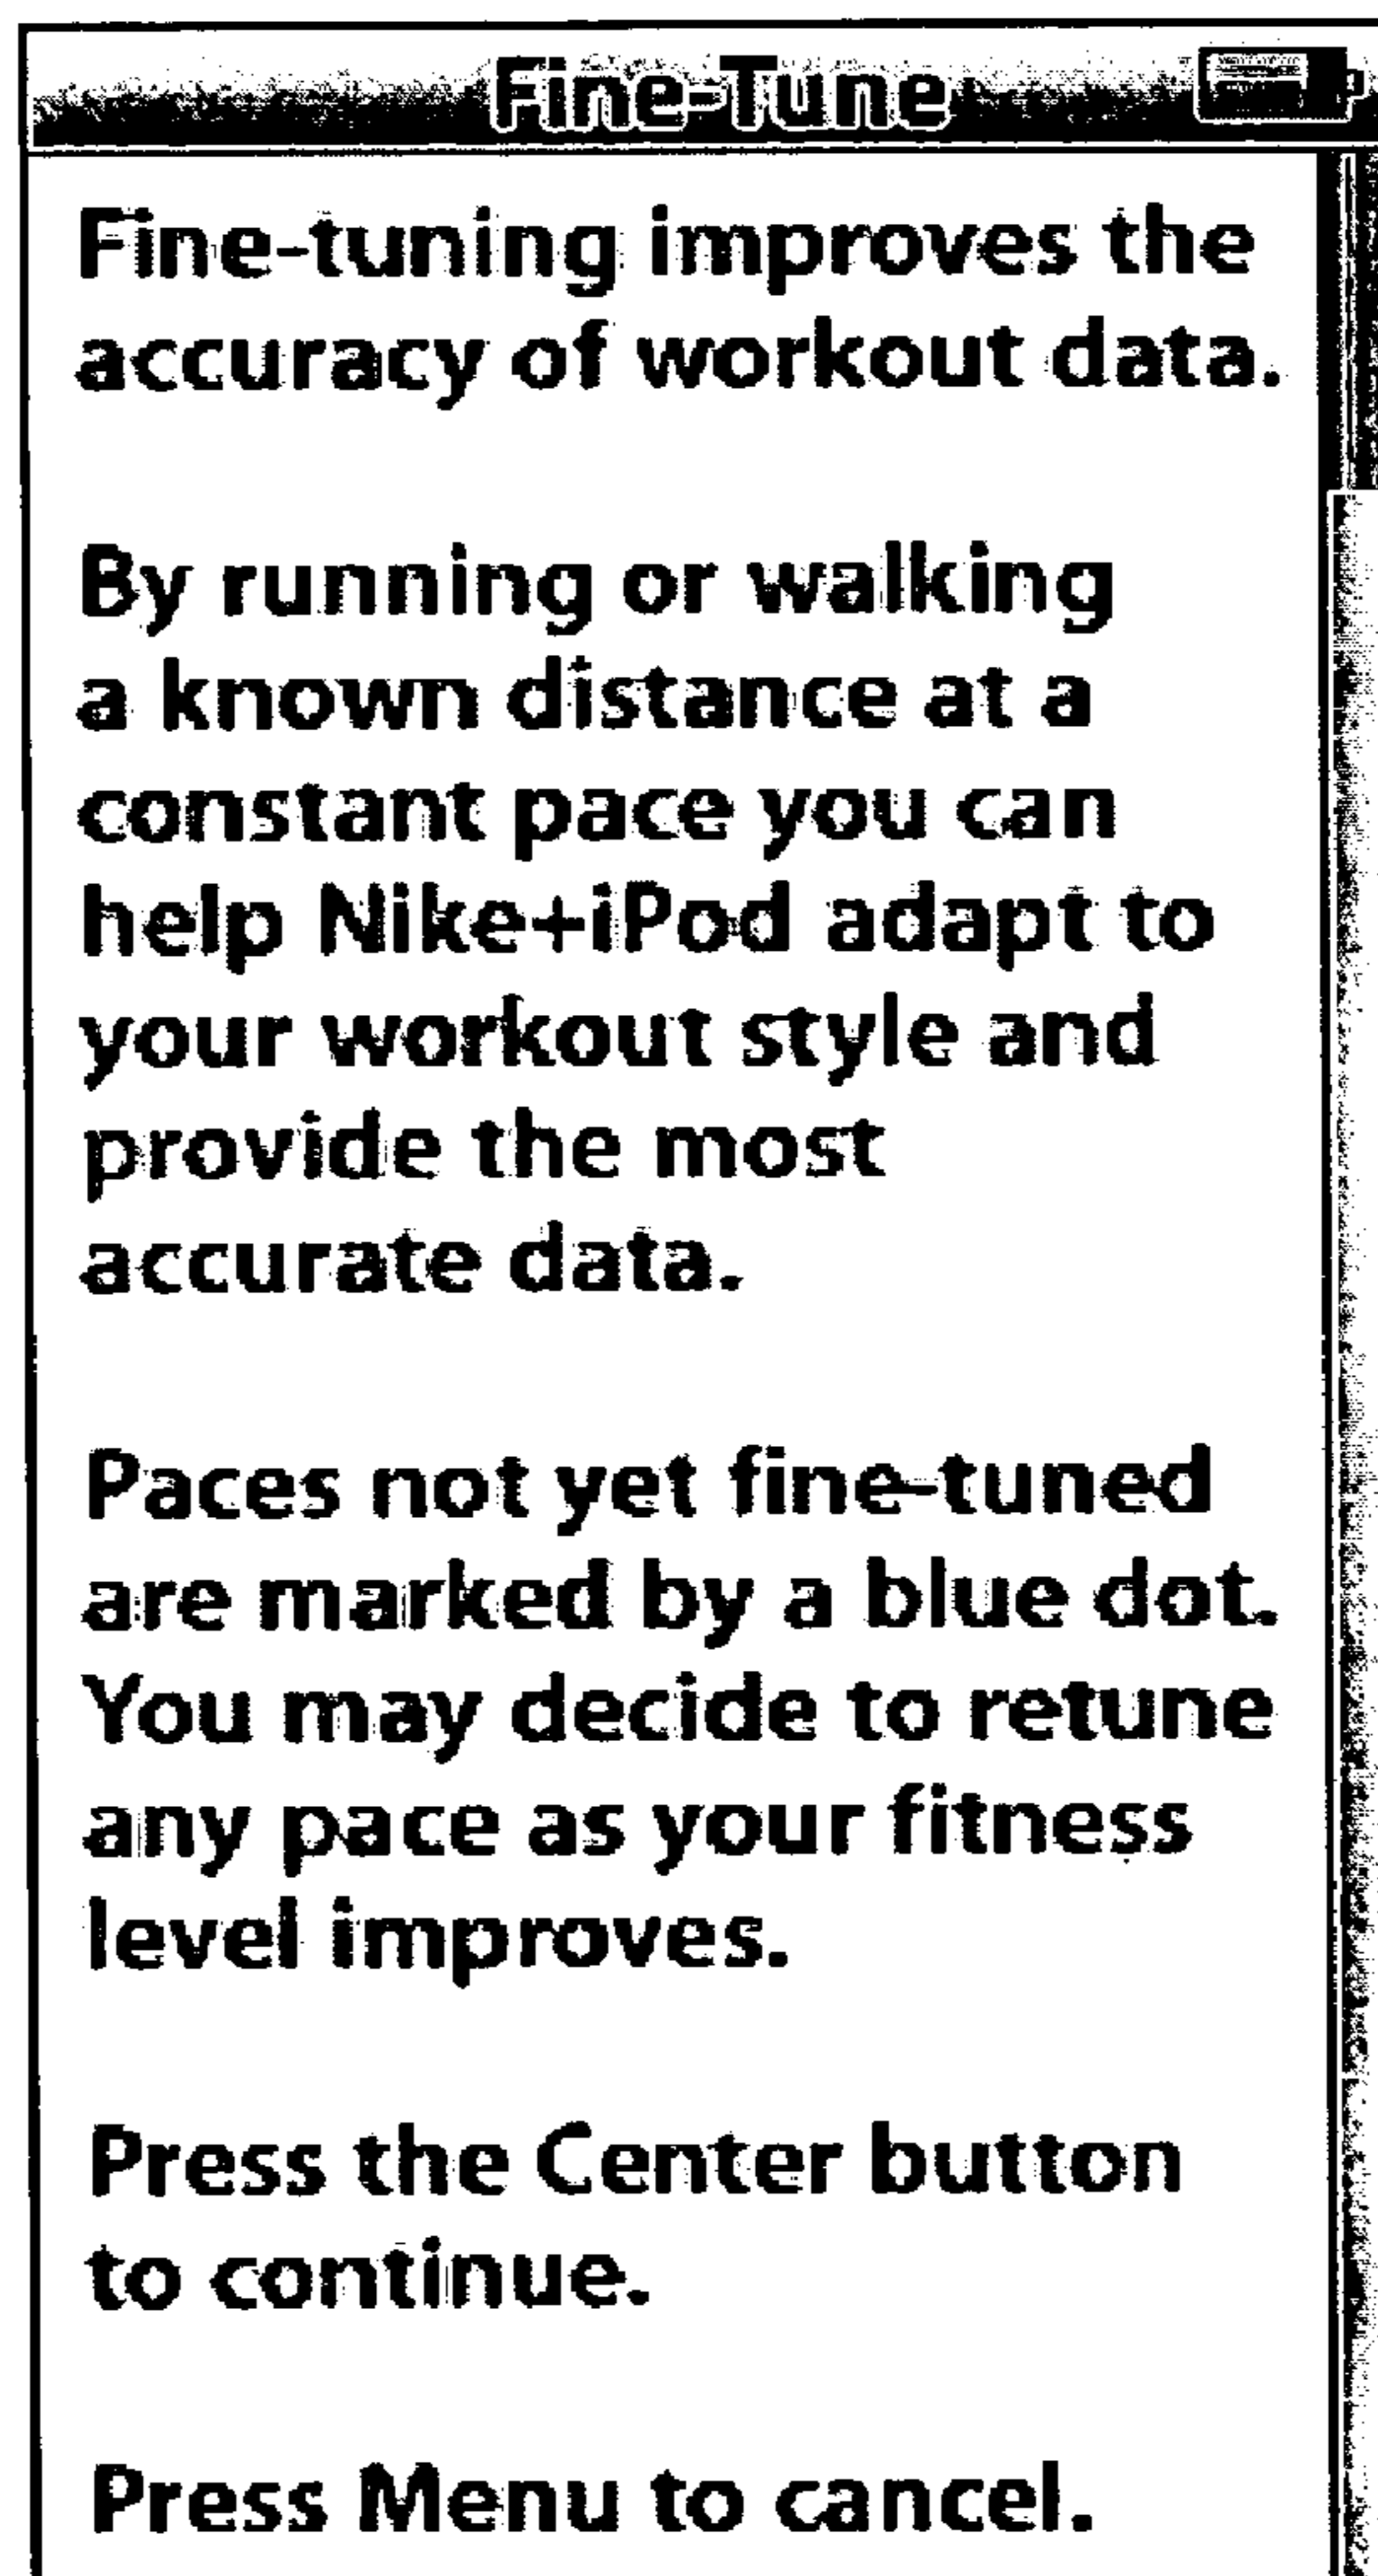 Fine-Tune
Fine-tuning improves the
accuracy of workout data.
By running or walking
a known distance at a
constant pace you can
help Nike+iPod adapt to
your workout style and
provide the most
accurate data.
Paces not yet fine-tuned
are marked by a blue dot.
You may decide to retune
any pace as your fitness
level improves.
Press the Center button
to continue.
Press Menu to cancel.